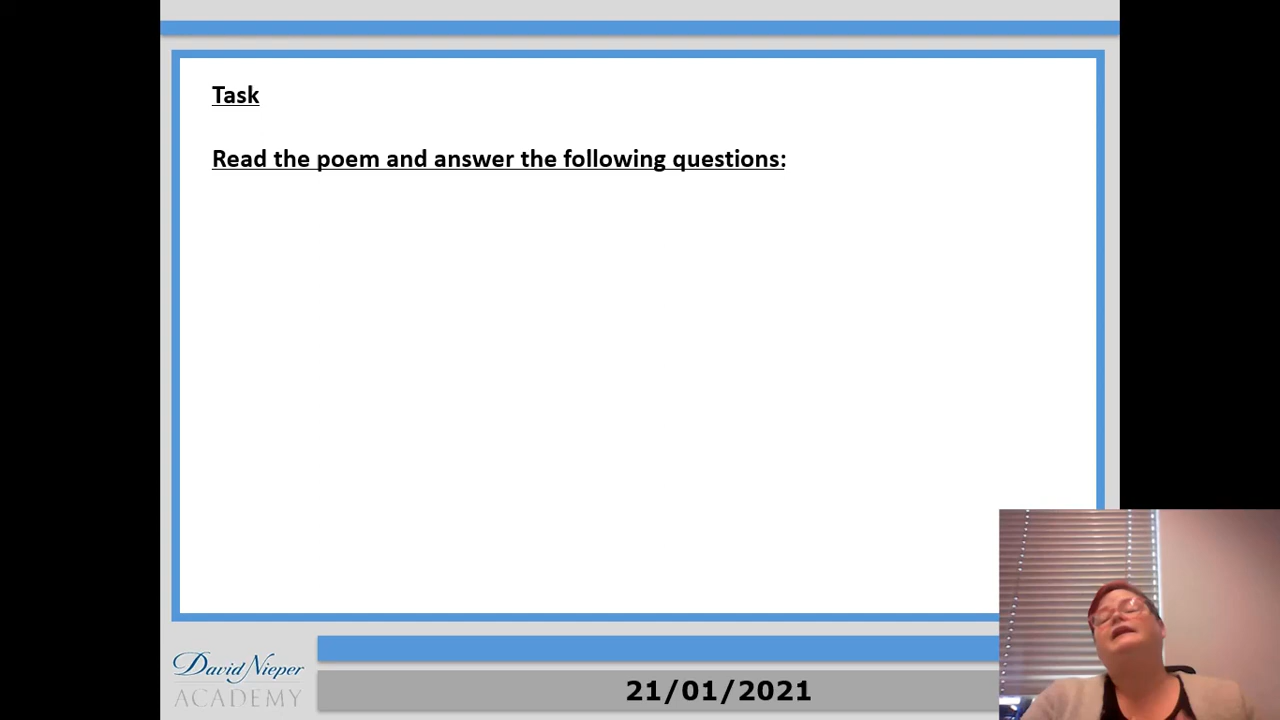 Task
Read the poem and answer the following questions:
David Nieper
ACADEMY
21/01/2021